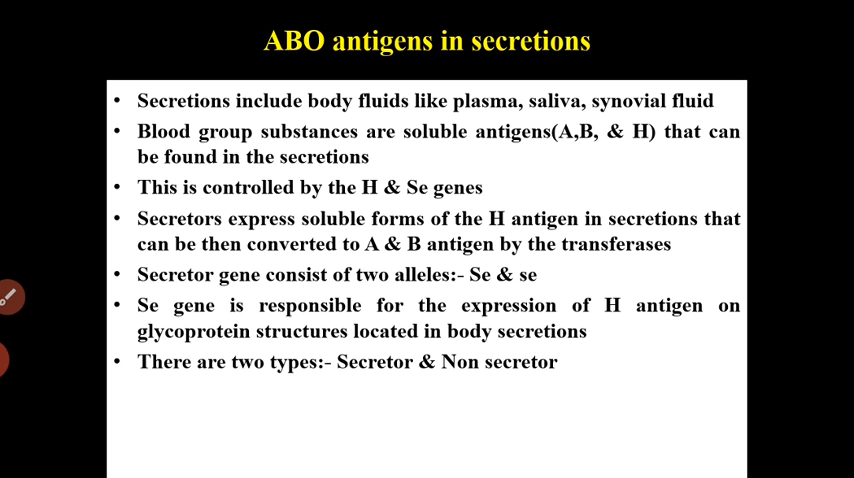 ABO antigens in secretions
• Secretions include body fluids like plasma, saliva, synovial fluid
• Blood group substances are soluble antigens(A,B, & H) that can
be found in the secretions
• This is controlled by the H & Se genes
• Secretors express soluble forms of the H antigen in secretions that
can be then converted to A & B antigen by the transferases
• Secretor gene consist of two alleles:- Se & se
• Se gene is responsible for the expression of H antigen on
glycoprotein structures located in body secretions
• There are two types:- Secretor & Non secretor